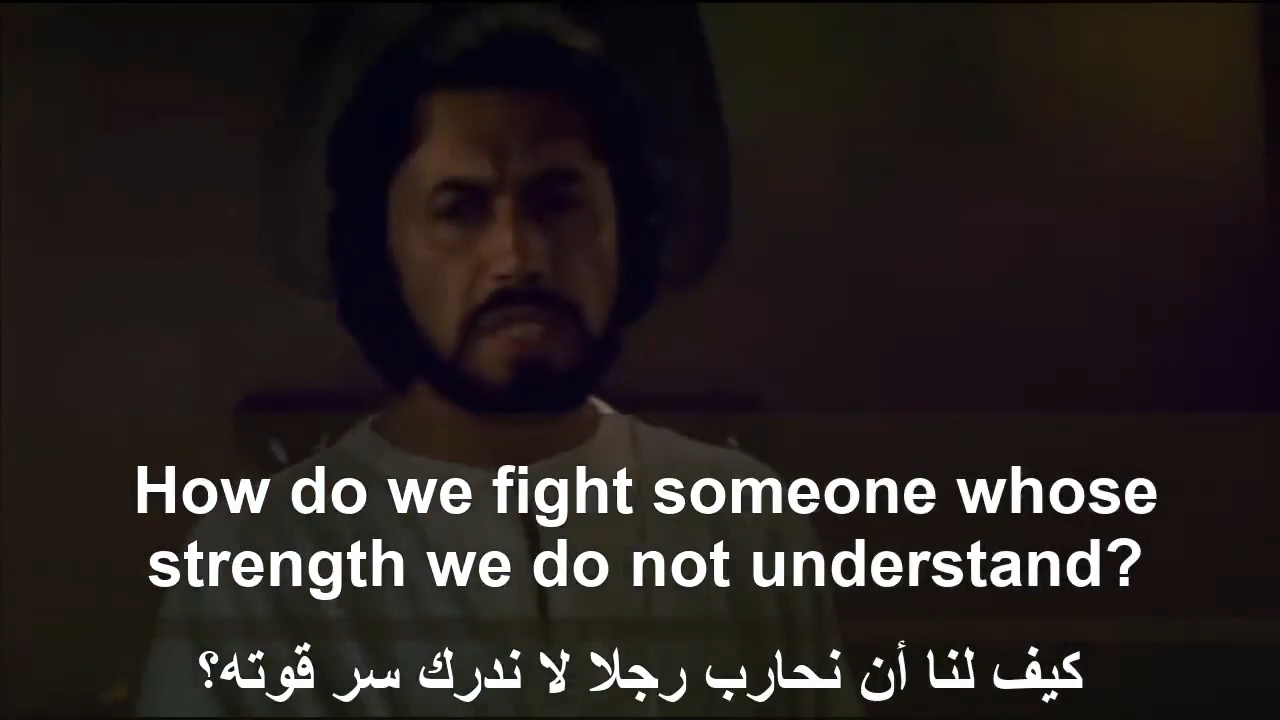 How do we fight someone whose
strength we do not understand?
كيف لنا أن نحارب رجلا لا ندرك سر قوته؟